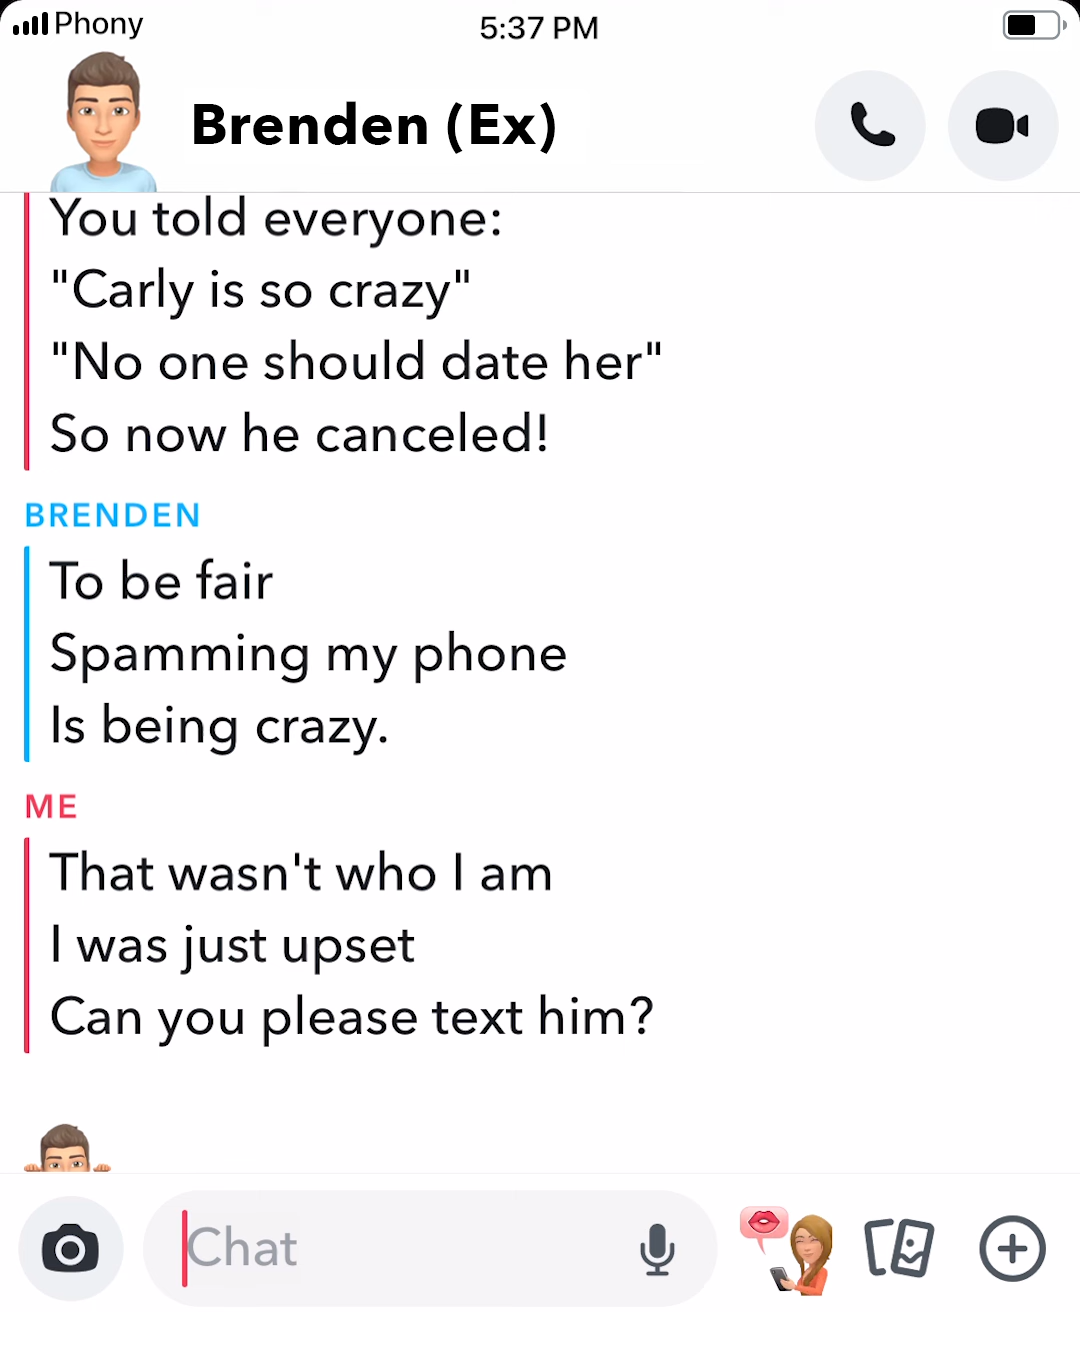 Phony
5:37 PM
Brenden (Ex)
You told everyone:
"Carly is so crazy"
"No one should date her"
So now he canceled!
BRENDEN
To be fair
Spamming my phone
Is being crazy.
ME
That wasn't who I am
I was just upset
Can you please text him?
Chat